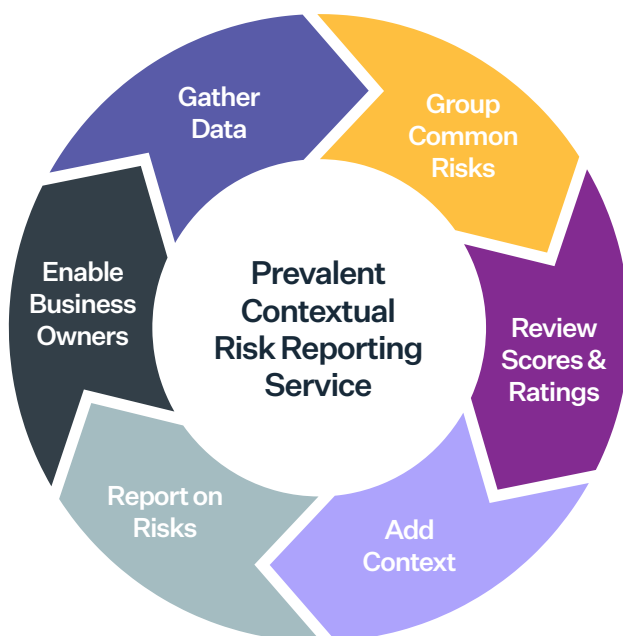 Gather
Data
Group
Common
Risks
Review
Scores &
Ratings
Add
Context
Report on
Risks
Enable
Business
Owners
Prevalent
Contextual
Risk Reporting
Service